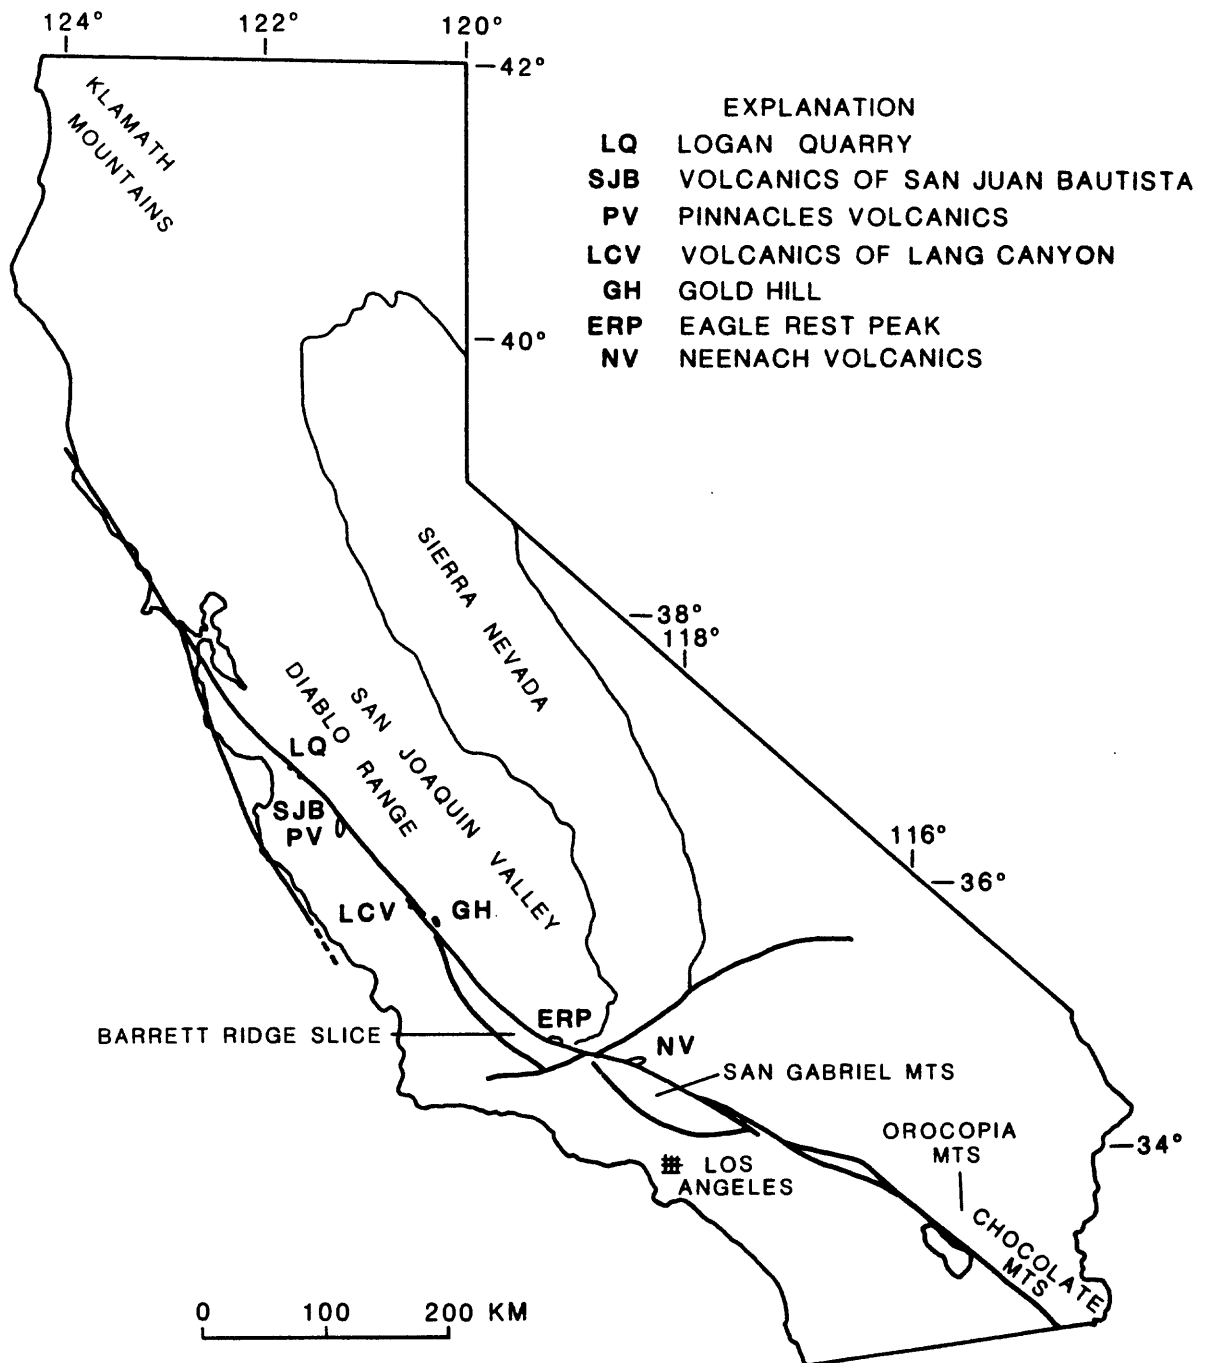 124° 122° 120°
42°
KLAMATH
MOUNTAINS
EXPLANATION
LQ LOGAN QUARRY
SJB VOLCANICS OF SAN JUAN BAUTISTA
PV PINNACLES VOLCANICS
LCV VOLCANICS OF LANG CANYON
GH GOLD HILL
ERP EAGLE REST PEAK
NV NEENACH VOLCANICS
40°
SIERRA NEVADA
38°
118°
DIABLO RANGE
SAN JOAQUIN VALLEY
LQ
SJB
PV
116°
36°
LCV
GH
ERP
BARRETT RIDGE SLICE
NV
SAN GABRIEL MTS
OROCOPIA
MTS
34°
LOS
ANGELES
CHOCOLATE
MTS
0 100 200 KM